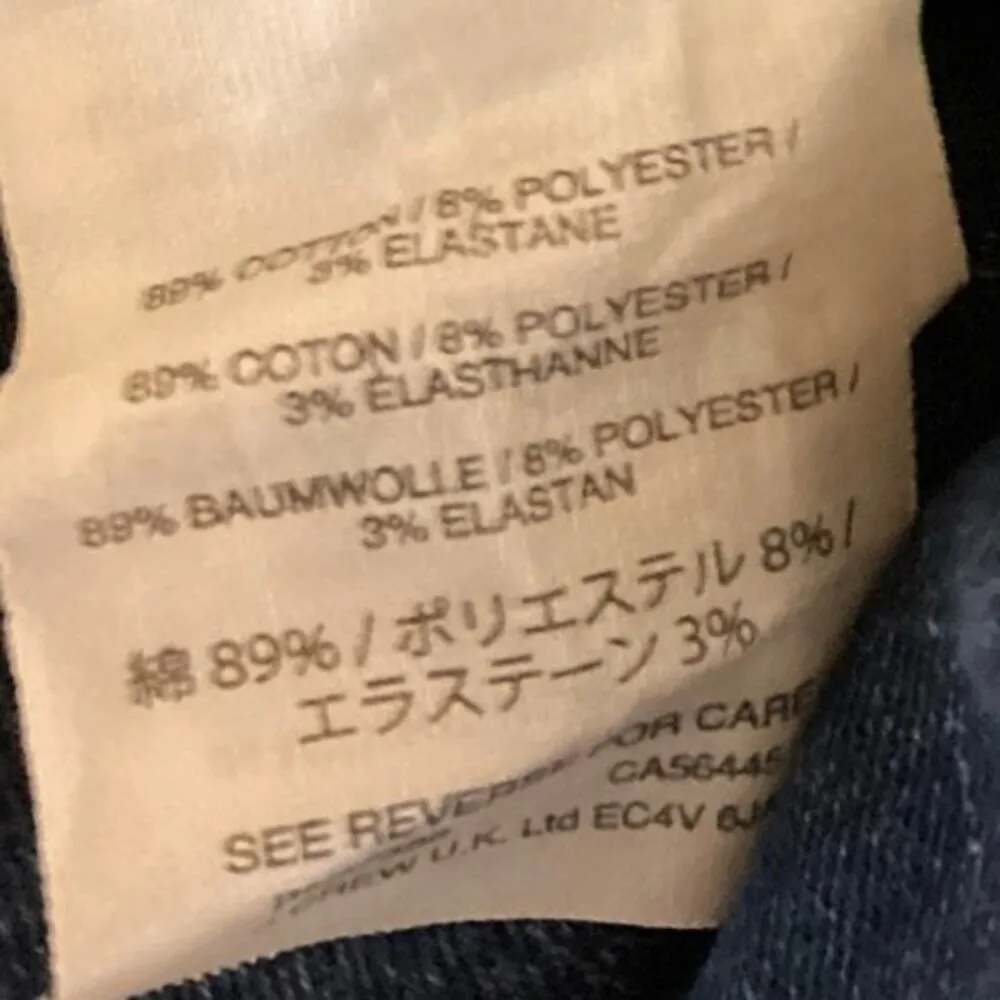 89% COTTON / 8% POLYESTER /
3% ELASTANE
89% COTON / 8% POLYESTER /
3% ÉLASTHANNE
89% BAUMWOLLE / 8% POLYESTER /
3% ELASTAN
綿 89% / ポリエステル 8% /
エラステーン 3%
SEE REVERSE FOR CARE
CA56445
U.K. Ltd EC4V